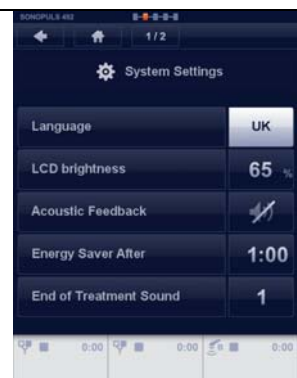 SONOPULS 492
1/2
System Settings
Language UK
LCD brightness 65 %
Acoustic Feedback
Energy Saver After 1:00
End of Treatment Sound 1
0:00 0:00 0:00